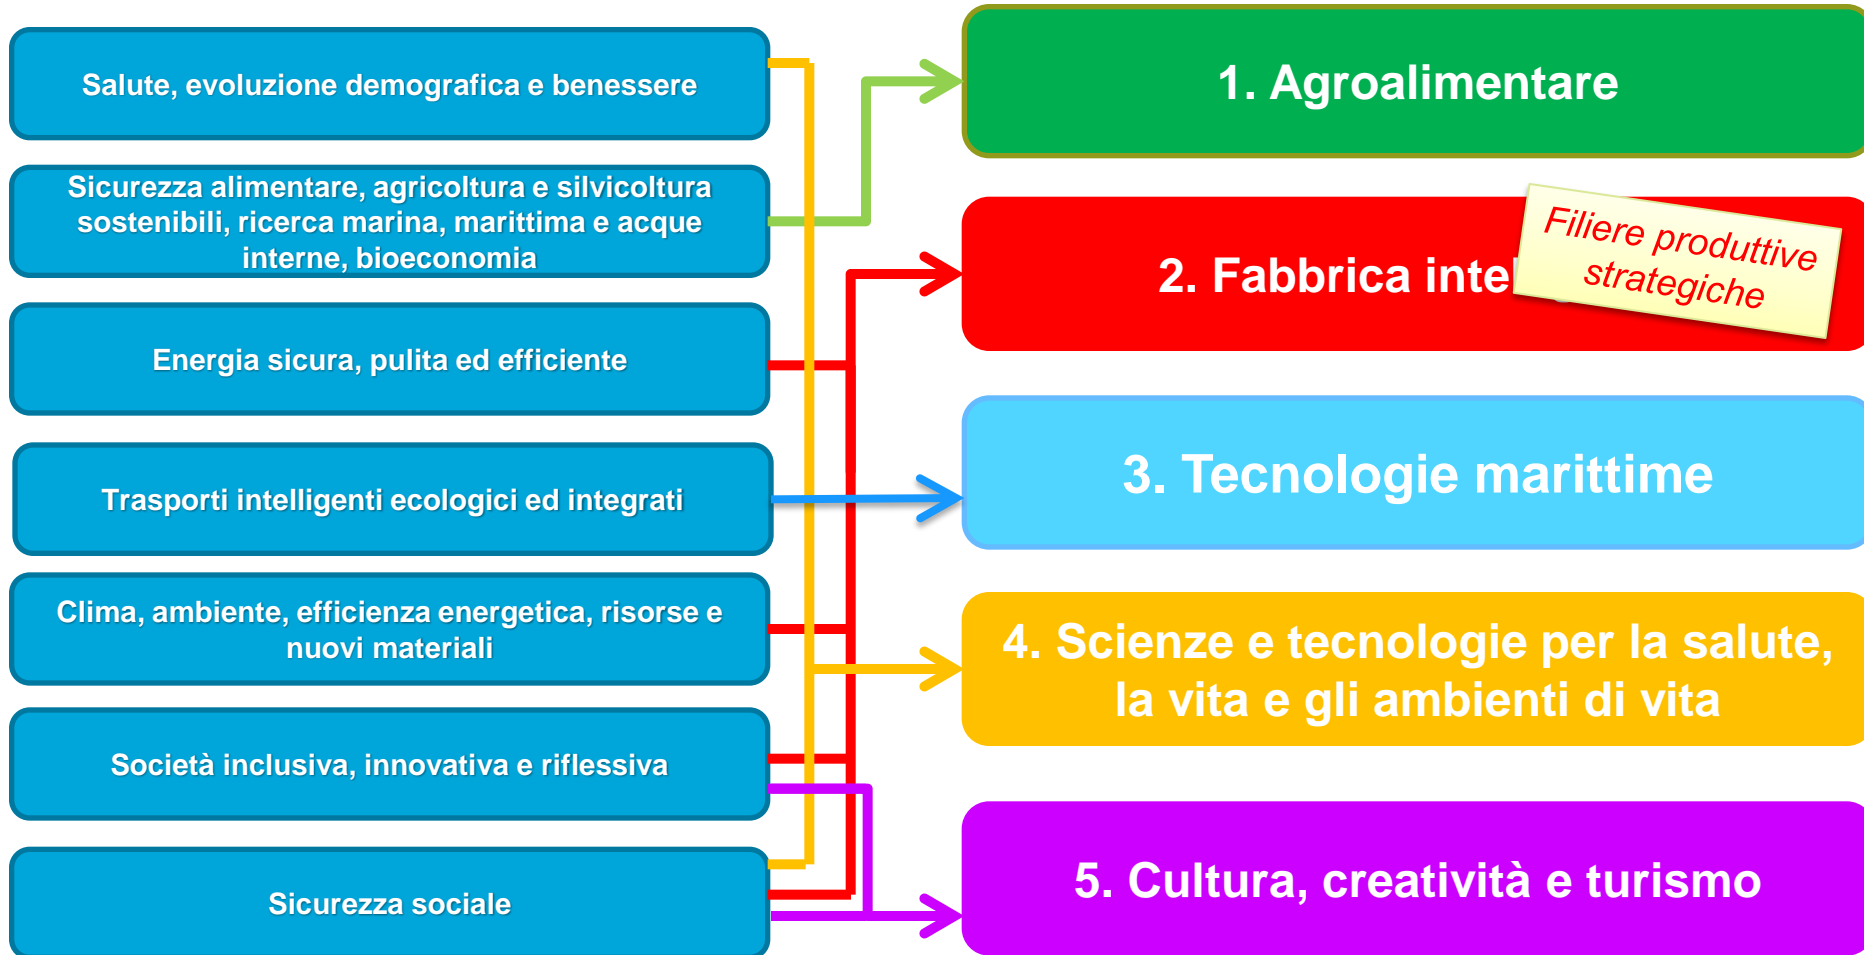 Salute, evoluzione demografica e benessere
Sicurezza alimentare, agricoltura e silvicoltura
sostenibili, ricerca marina, marittima e acque
interne, bioeconomia
Energia sicura, pulita ed efficiente
Trasporti intelligenti ecologici ed integrati
Clima, ambiente, efficienza energetica, risorse e
nuovi materiali
Società inclusiva, innovativa e riflessiva
Sicurezza sociale
1. Agroalimentare
2. Fabbrica
Filiere produttive
strategiche
3. Tecnologie marittime
4. Scienze e tecnologie per la salute,
la vita e gli ambienti di vita
5. Cultura, creatività e turismo